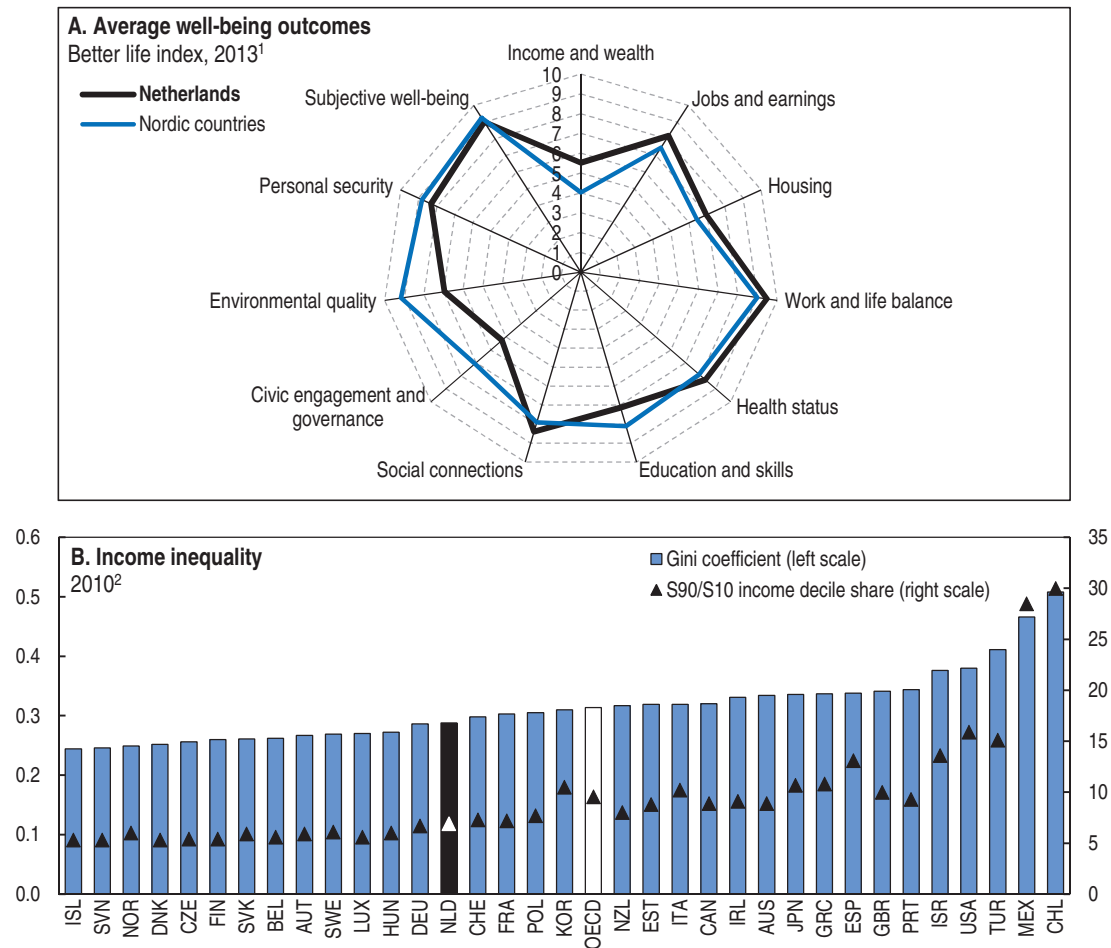 A. Average well-being outcomes
Better life index, 2013¹
Netherlands
Nordic countries
Income and wealth
Jobs and earnings
Housing
Work and life balance
Health status
Education and skills
Social connections
Civic engagement and
governance
Environmental quality
Personal security
Subjective well-being
10
9
8
7
6
5
4
3
2
1
0
B. Income inequality
2010²
Gini coefficient (left scale)
S90/S10 income decile share (right scale)
0.6
0.5
0.4
0.3
0.2
0.1
0.0
35
30
25
20
15
10
5
0
ISL SVN NOR DNK CZE FIN SVK BEL AUT SWE LUX HUN DEU NLD CHE FRA POL KOR OECD NZL EST ITA CAN IRL AUS JPN GRC ESP GBR PRT ISR USA TUR MEX CHL